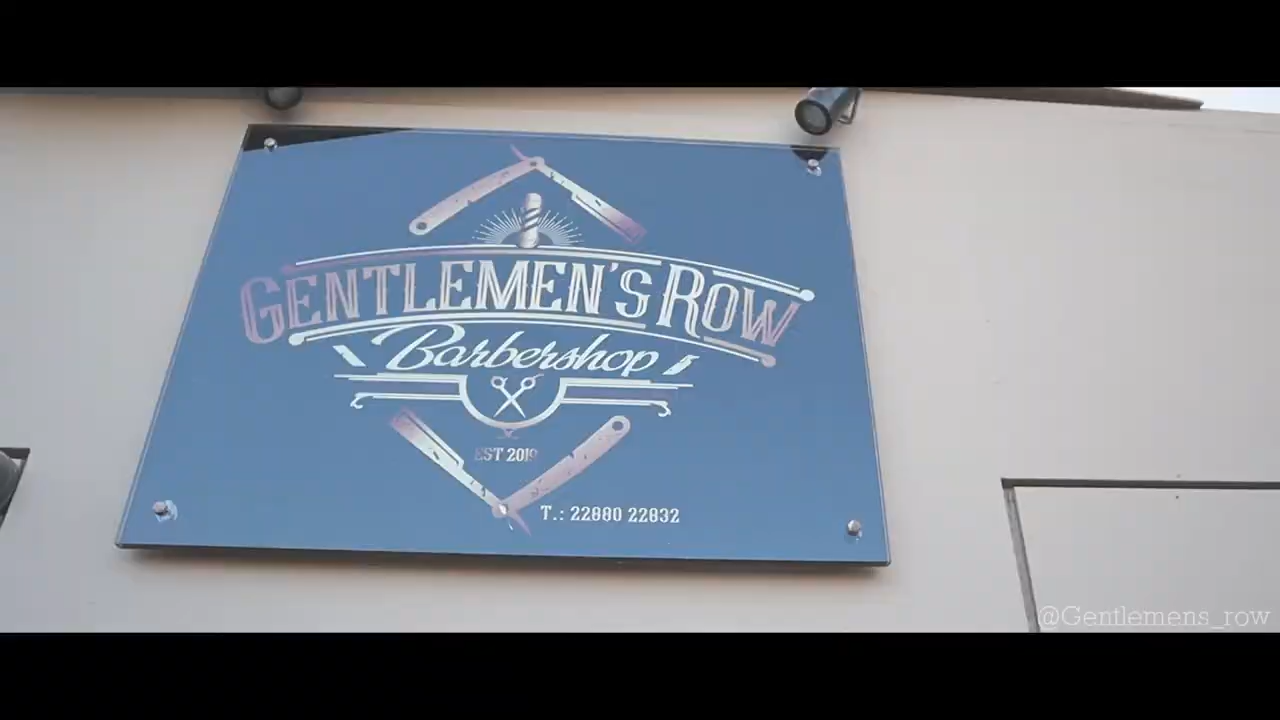 GENTLEMEN'S ROW
Barbershop
EST 2019
T.: 22880 22832
@Gentlemens_row